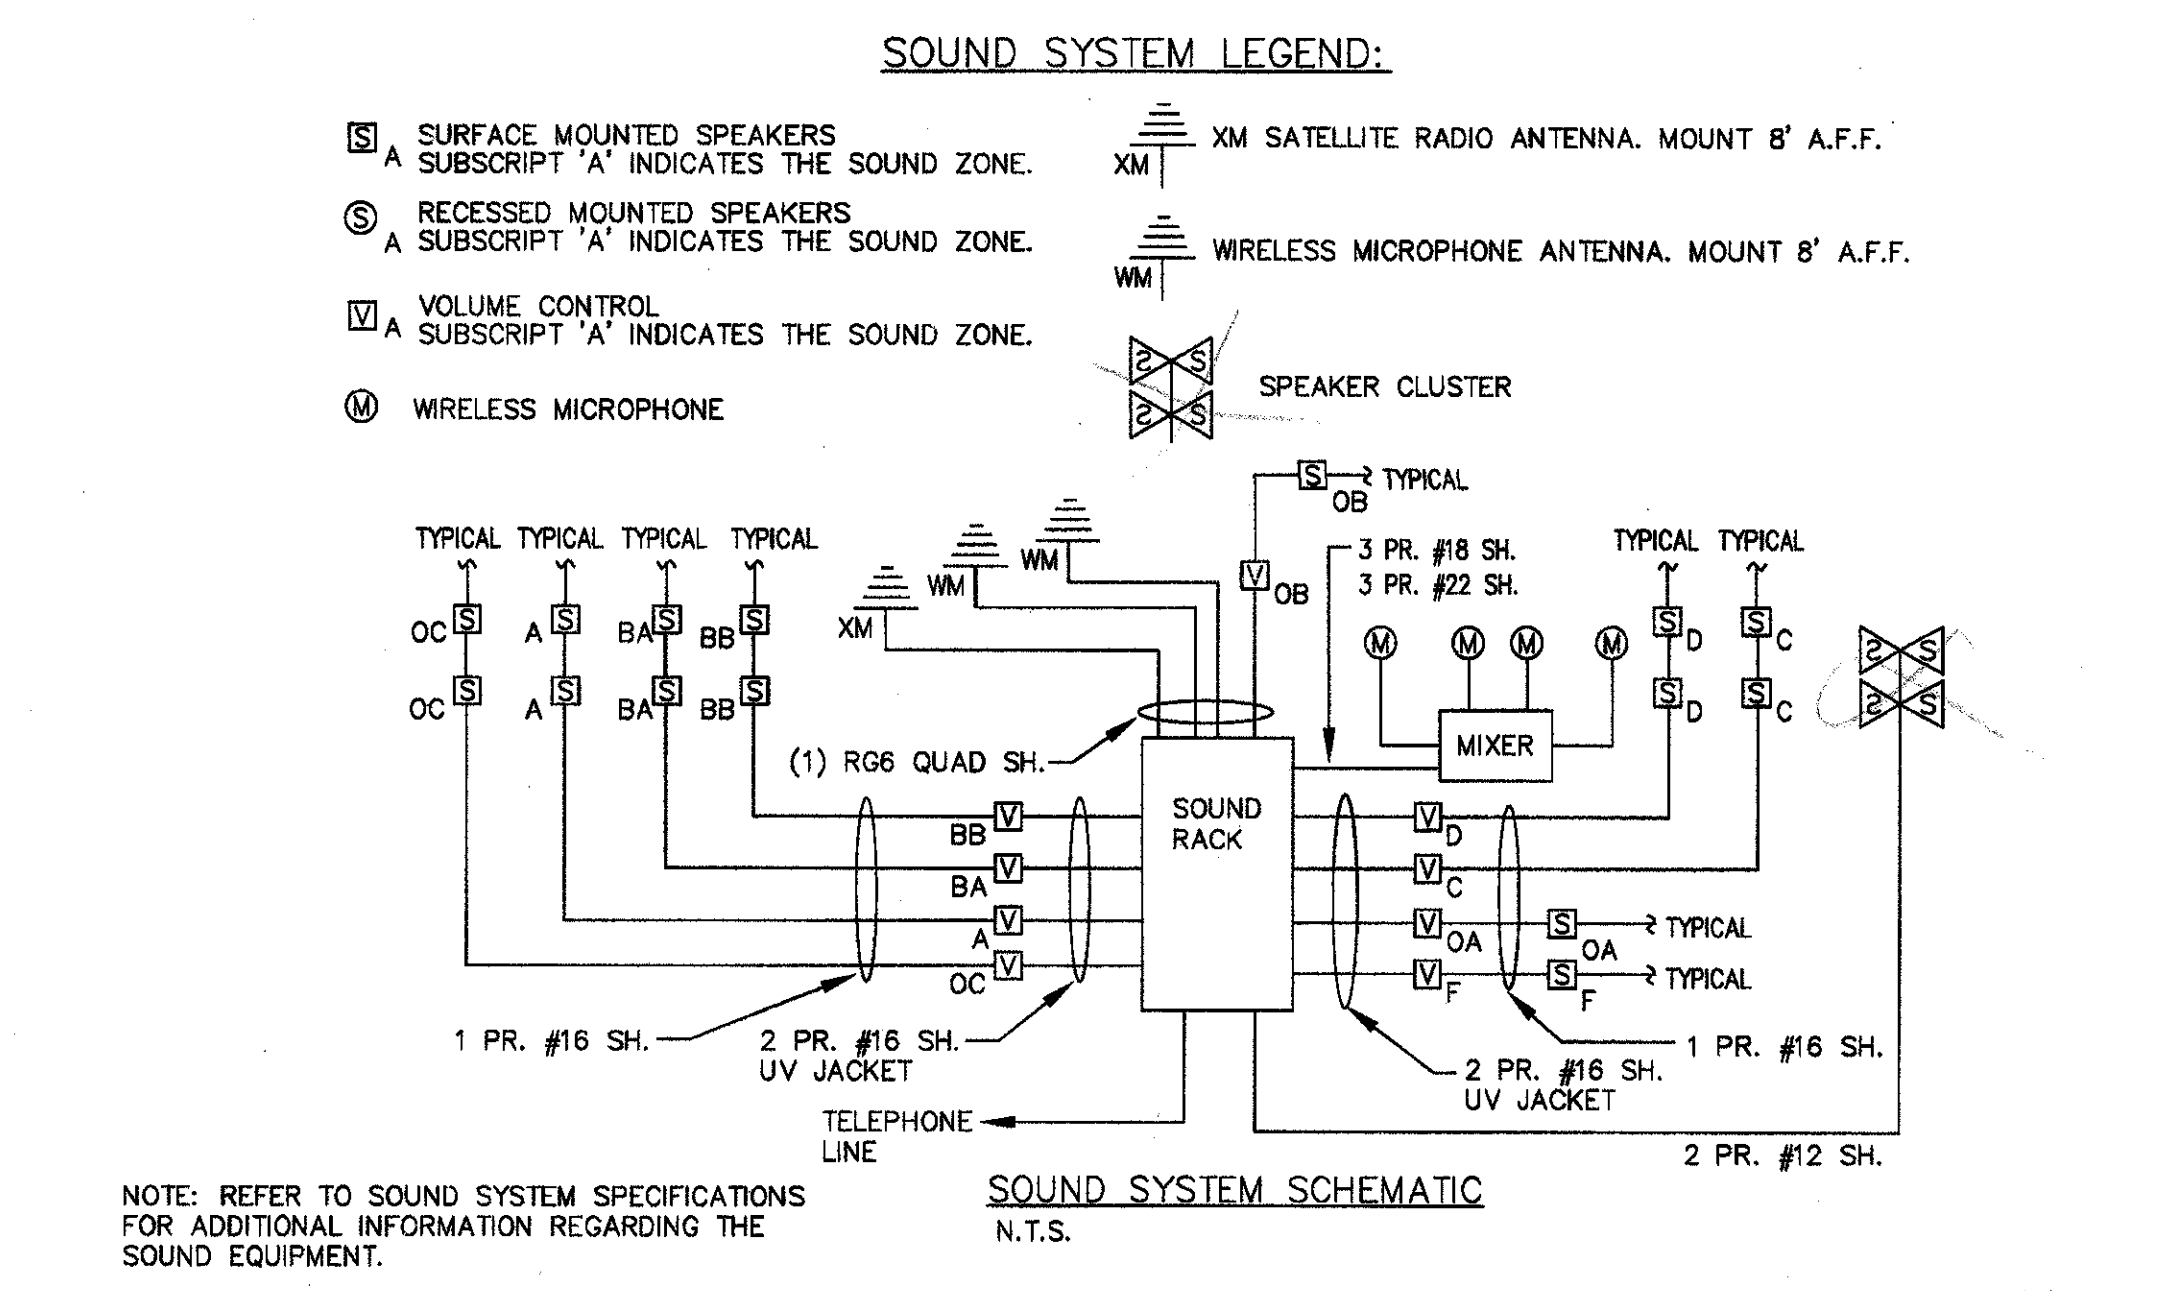 SOUND SYSTEM LEGEND:
S A SURFACE MOUNTED SPEAKERS
SUBSCRIPT 'A' INDICATES THE SOUND ZONE.
S A RECESSED MOUNTED SPEAKERS
SUBSCRIPT 'A' INDICATES THE SOUND ZONE.
V A VOLUME CONTROL
SUBSCRIPT 'A' INDICATES THE SOUND ZONE.
M WIRELESS MICROPHONE
XM XM SATELLITE RADIO ANTENNA. MOUNT 8' A.F.F.
WM WIRELESS MICROPHONE ANTENNA. MOUNT 8' A.F.F.
S S
S S
SPEAKER CLUSTER
S OB TYPICAL
TYPICAL TYPICAL TYPICAL TYPICAL
WM
WM
XM
V OB
3 PR. #18 SH.
3 PR. #22 SH.
TYPICAL TYPICAL
OC S A S BA S BB S
M M M M
S D S C
S S
OC S A S BA S BB S
S D S C
S S
MIXER
(1) RG6 QUAD SH.
SOUND
RACK
BB V
BA V
A V
OC V
V D
V C
V OA S OA TYPICAL
V F S F TYPICAL
1 PR. #16 SH.
2 PR. #16 SH.
UV JACKET
1 PR. #16 SH.
2 PR. #16 SH.
UV JACKET
TELEPHONE
LINE
2 PR. #12 SH.
NOTE: REFER TO SOUND SYSTEM SPECIFICATIONS
FOR ADDITIONAL INFORMATION REGARDING THE
SOUND EQUIPMENT.
SOUND SYSTEM SCHEMATIC
N.T.S.